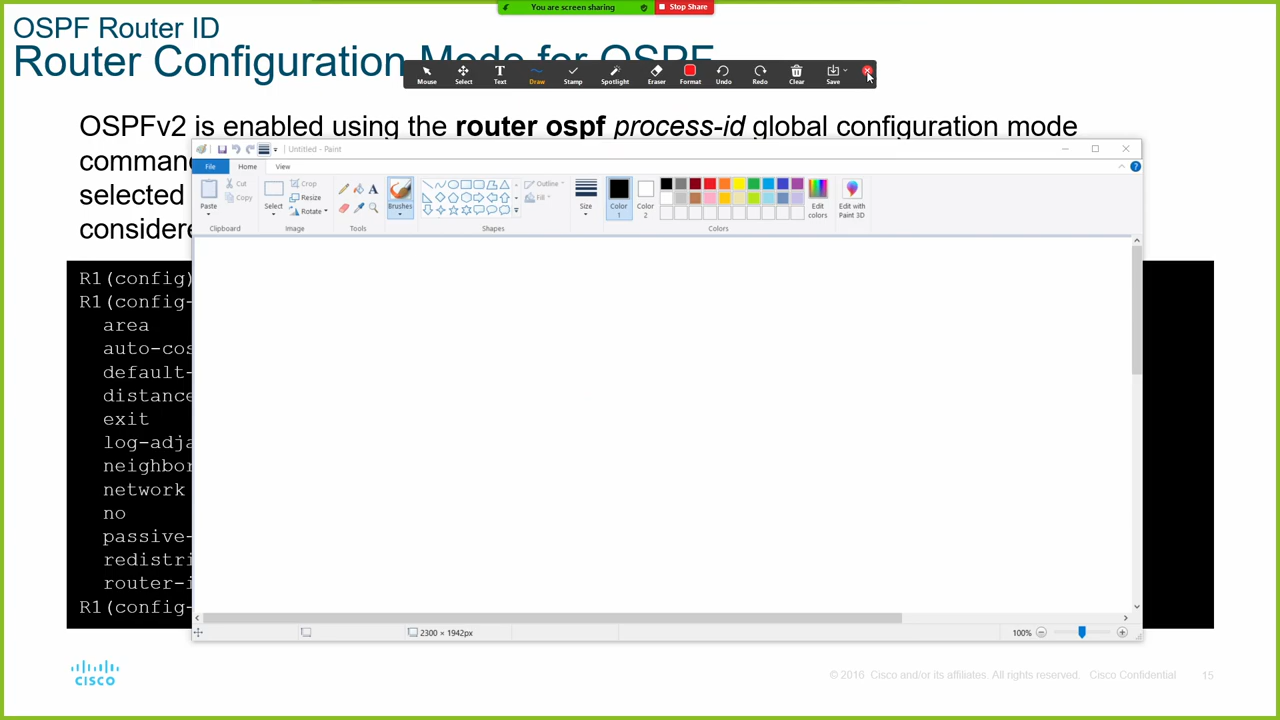 You are screen sharing
Stop Share
OSPF Router ID
Router Configuration Mode for OSPF
Mouse Select Text Draw Stamp Spotlight Eraser Format Undo Redo Clear Save
OSPFv2 is enabled using the router ospf process-id global configuration mode
comman
selected
considere
Untitled - Paint
File Home View
Paste Cut Copy Clipboard
Select Crop Resize Rotate Image
Tools
Brushes
Outline Fill Shapes
Size
Color 1 Color 2 Edit colors Colors
Edit with Paint 3D
R1(config)
R1(config-
area
auto-cos
default-
distance
exit
log-adja
neighbor
network
no
passive-
redistri
router-i
R1(config-
2300 × 1942px
100%
CISCO
© 2016 Cisco and/or its affiliates. All rights reserved. Cisco Confidential
15